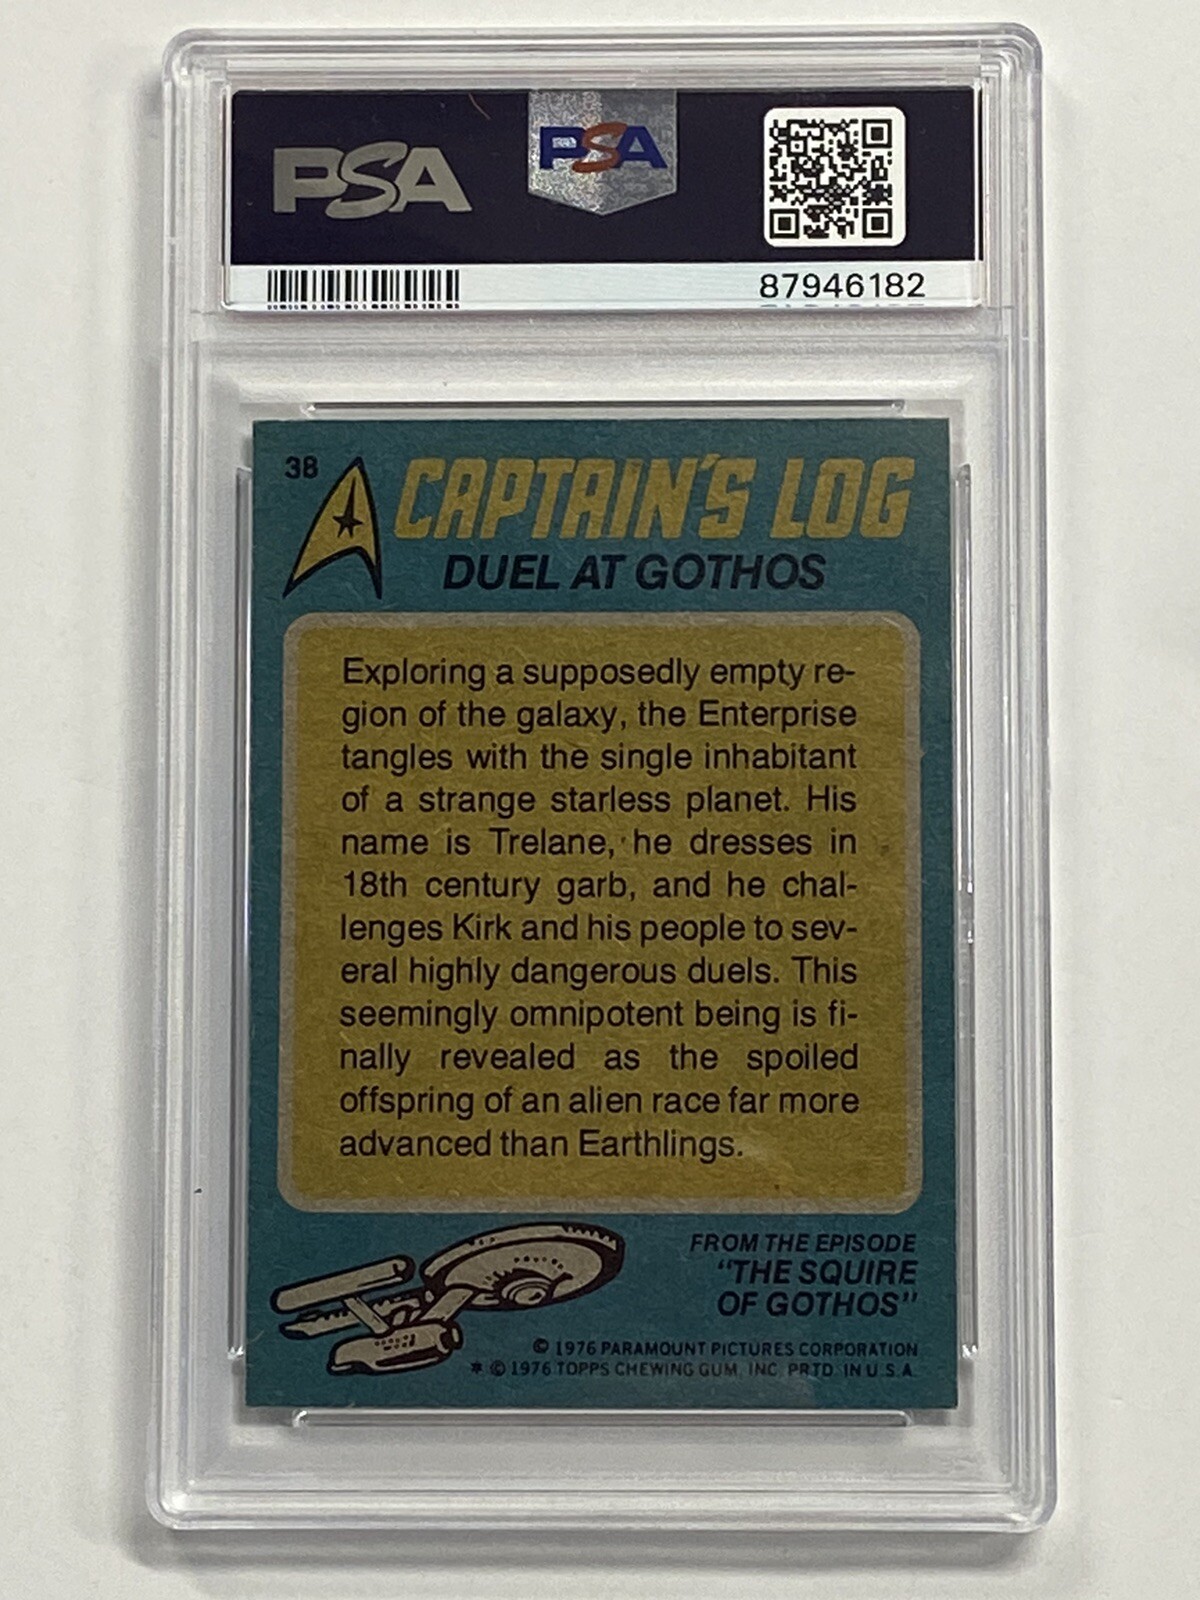 PSA
PSA
87946182
38
CAPTAIN'S LOG
DUEL AT GOTHOS
Exploring a supposedly empty re-
gion of the galaxy, the Enterprise
tangles with the single inhabitant
of a strange starless planet. His
name is Trelane, he dresses in
18th century garb, and he chal-
lenges Kirk and his people to sev-
eral highly dangerous duels. This
seemingly omnipotent being is fi-
nally revealed as the spoiled
offspring of an alien race far more
advanced than Earthlings.
FROM THE EPISODE
"THE SQUIRE
OF GOTHOS"
© 1976 PARAMOUNT PICTURES CORPORATION
* © 1976 TOPPS CHEWING GUM, INC. PRTD. IN U.S.A.